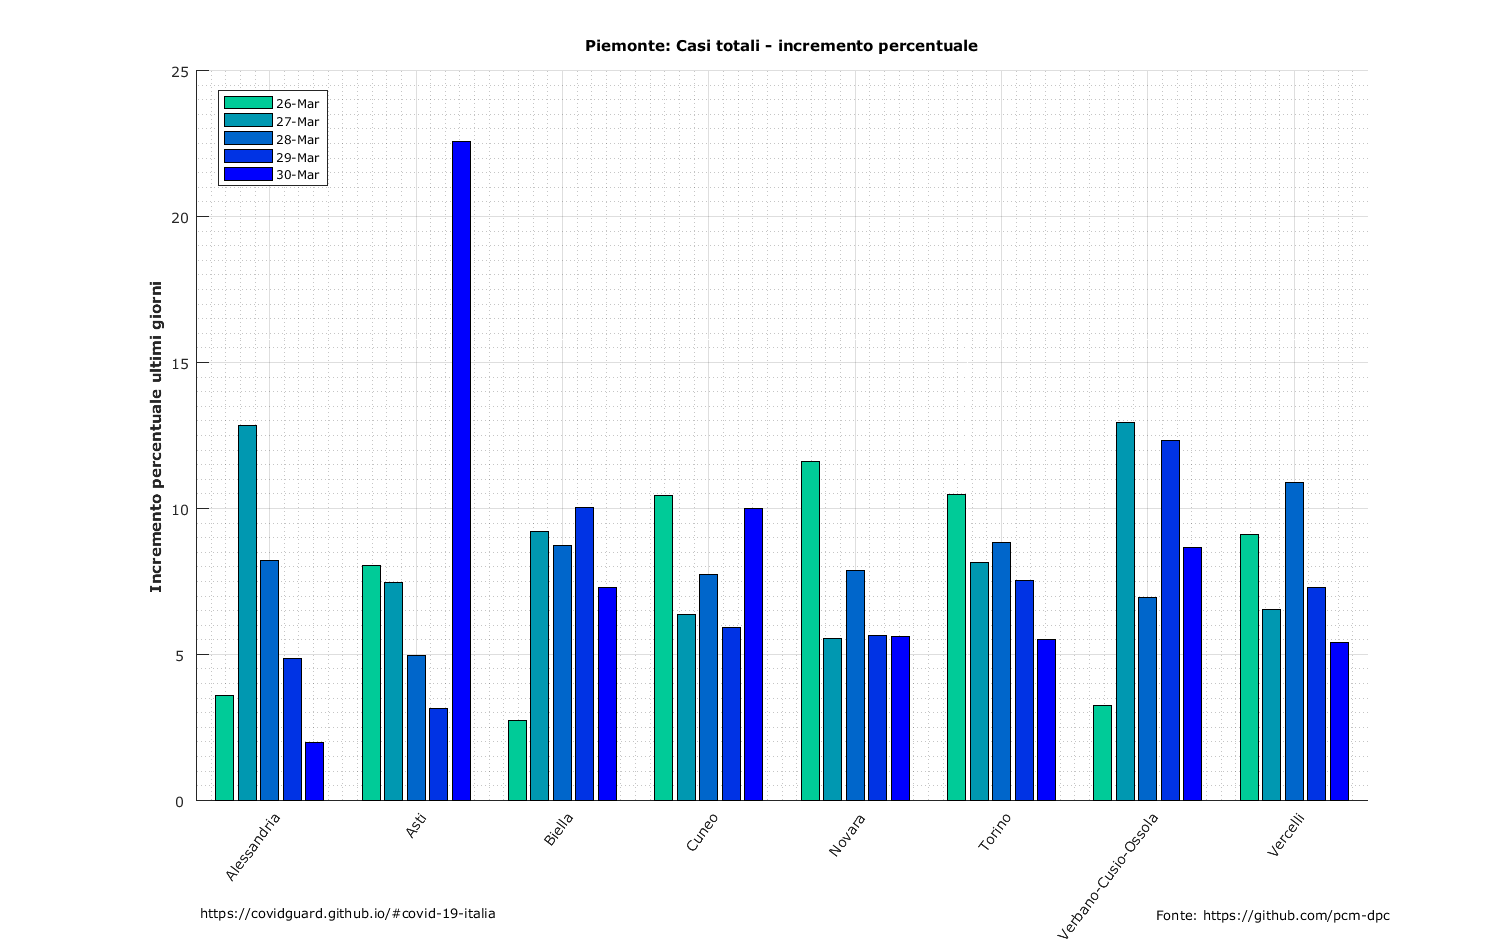 Piemonte: Casi totali - incremento percentuale
25
20
15
10
5
0
Incremento percentuale ultimi giorni
26-Mar
27-Mar
28-Mar
29-Mar
30-Mar
Alessandria
Asti
Biella
Cuneo
Novara
Torino
Verbano-Cusio-Ossola
Vercelli
https://covidguard.github.io/#covid-19-italia
Fonte: https://github.com/pcm-dpc